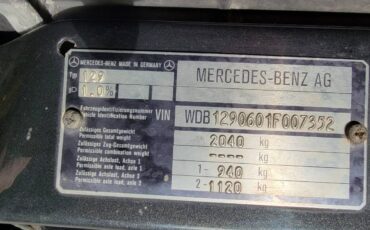 MERCEDES-BENZ MADE IN GERMANY
Typ 129
1.0%
MERCEDES-BENZ AG
Fahrzeugidentifizierungsnummer
Vehicle Identification Number VIN WDB1290601F007352
Zulässiges Gesamtgewicht
Permissible total weight 2040 kg
Zulässiges Zug-Gesamtgewicht
Permissible combination weight ---- kg
Zulässige Achslast, Achse 1
Permissible axle load, axle 1 1- 940 kg
Zulässige Achslast, Achse 2
Permissible axle load, axle 2 2- 1120 kg